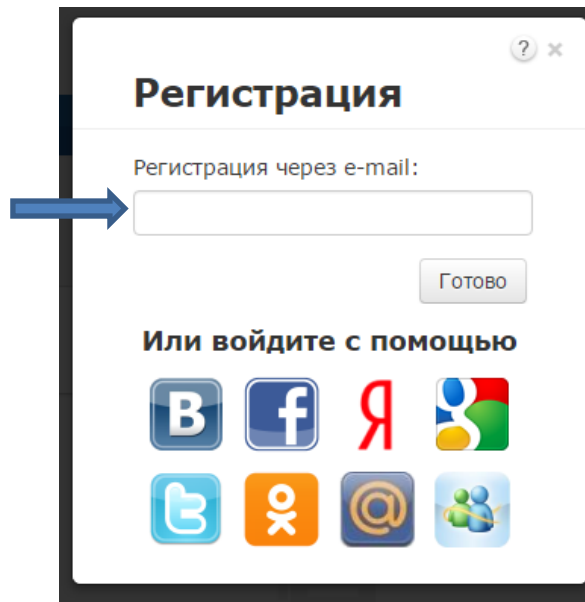 ?
Регистрация
Регистрация через e-mail:
Готово
Или войдите с помощью
В f Я g
t @